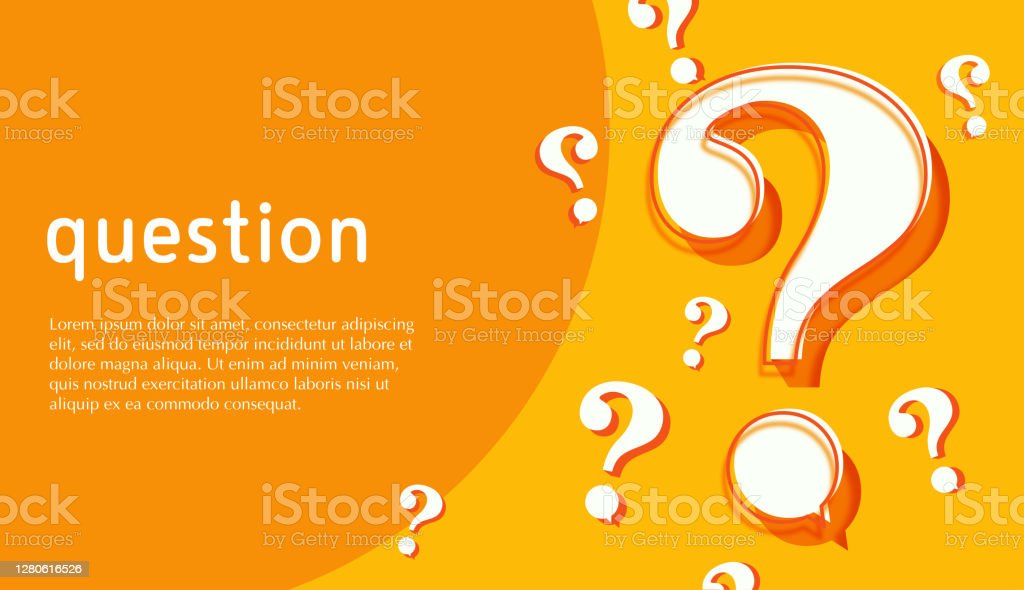 iStock
by Getty Images™
question
Lorem ipsum dolor sit amet, consectetur adipiscing
elit, sed do eiusmod tempor incididunt ut labore et
dolore magna aliqua. Ut enim ad minim veniam,
quis nostrud exercitation ullamco laboris nisi ut
aliquip ex ea commodo consequat.
1280616526